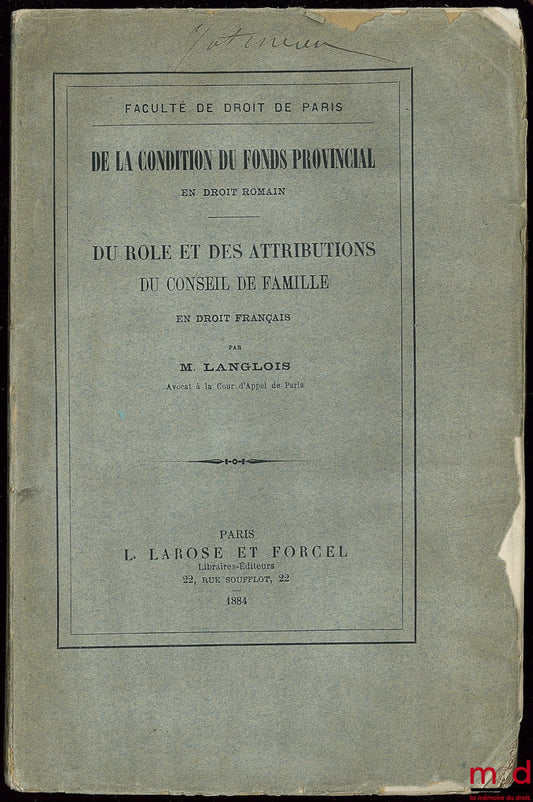 FACULTÉ DE DROIT DE PARIS
DE LA CONDITION DU FONDS PROVINCIAL
EN DROIT ROMAIN
DU ROLE ET DES ATTRIBUTIONS
DU CONSEIL DE FAMILLE
EN DROIT FRANÇAIS
PAR
M. LANGLOIS
Avocat à la Cour d'Appel de Paris
PARIS
L. LAROSE ET FORCEL
Libraires-Éditeurs
22, RUE SOUFFLOT, 22
1884
mdd
la mémoire du droit